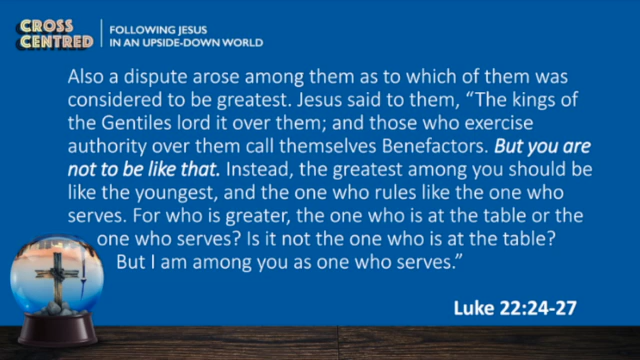 CROSS
CENTRED
FOLLOWING JESUS
IN AN UPSIDE-DOWN WORLD
Also a dispute arose among them as to which of them was
considered to be greatest. Jesus said to them, “The kings of
the Gentiles lord it over them; and those who exercise
authority over them call themselves Benefactors. But you are
not to be like that. Instead, the greatest among you should be
like the youngest, and the one who rules like the one who
serves. For who is greater, the one who is at the table or the
one who serves? Is it not the one who is at the table?
But I am among you as one who serves.”
Luke 22:24-27